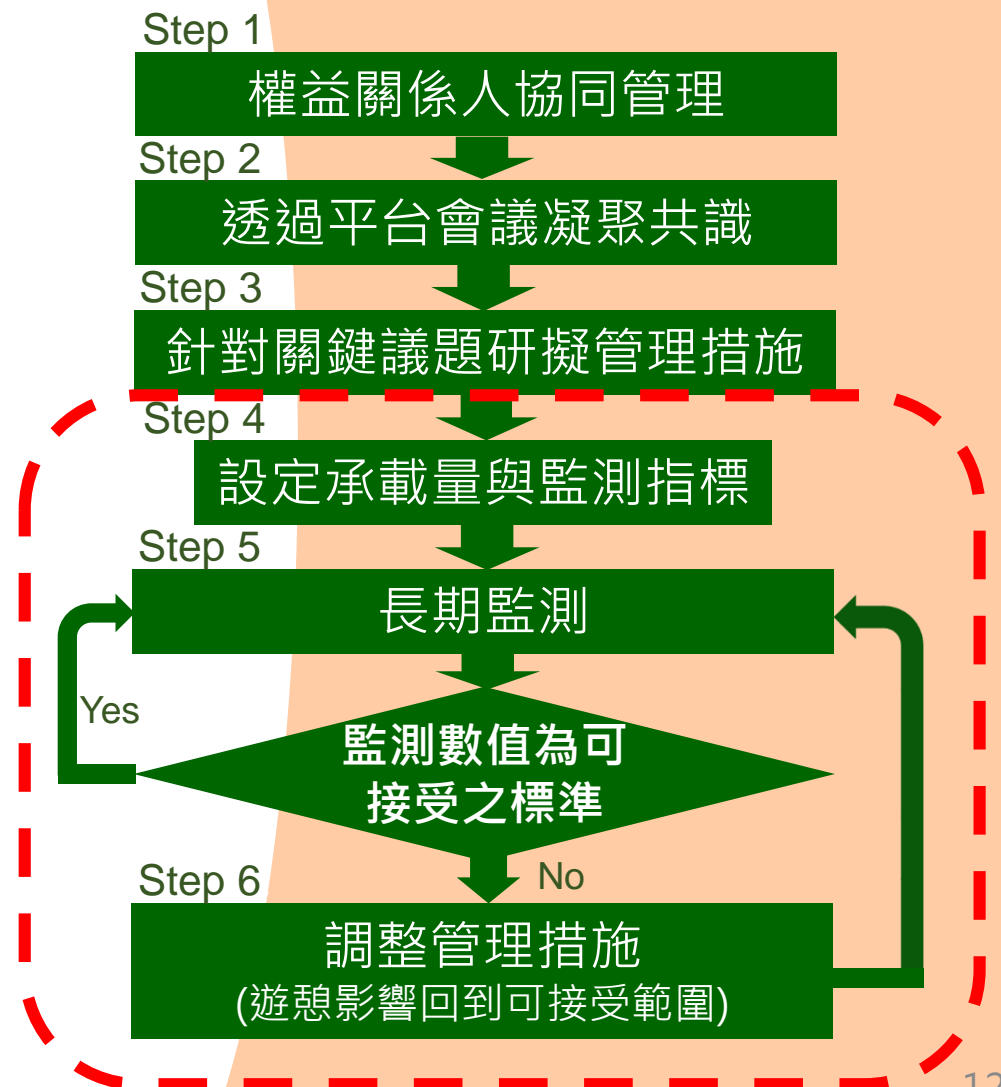 Step 1
權益關係人協同管理
Step 2
透過平台會議凝聚共識
Step 3
針對關鍵議題研擬管理措施
Step 4
設定承載量與監測指標
Step 5
長期監測
Yes
監測數值為可
接受之標準
No
Step 6
調整管理措施
(遊憩影響回到可接受範圍)